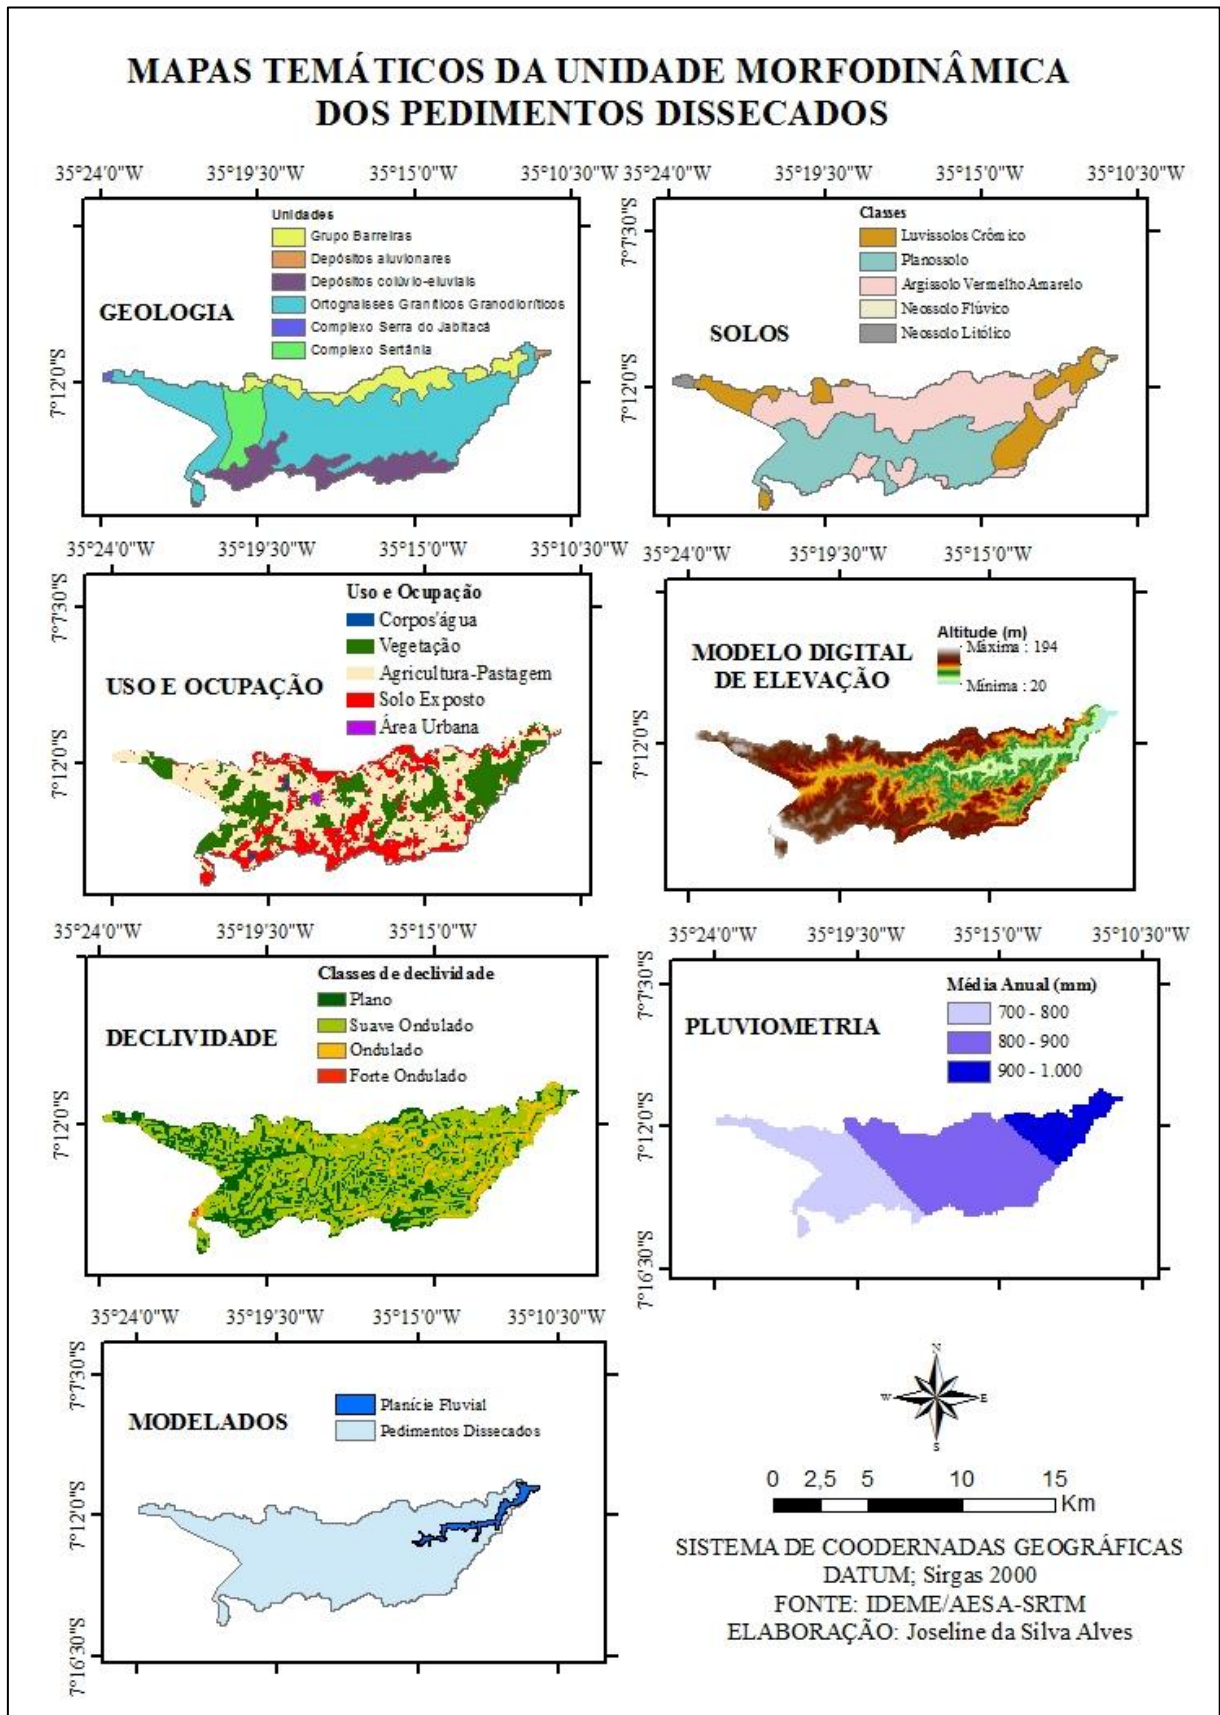 MAPAS TEMÁTICOS DA UNIDADE MORFODINÂMICA
DOS PEDIMENTOS DISSECADOS
35°24'0"W 35°19'30"W 35°15'0"W 35°10'30"W
7°12'0"S
GEOLOGIA
Unidades
Grupo Barreiras
Depósitos aluvionares
Depósitos colúvio-eluviais
Ortognaisses Graníticos Granodioríticos
Complexo Serra do Jabitacá
Complexo Sertânia
35°24'0"W 35°19'30"W 35°15'0"W 35°10'30"W
7°7'30"S
7°12'0"S
SOLOS
Classes
Luvissolos Crômico
Planossolo
Argissolo Vermelho Amarelo
Neossolo Flúvico
Neossolo Litólico
35°24'0"W 35°19'30"W 35°15'0"W 35°10'30"W
7°7'30"S
7°12'0"S
USO E OCUPAÇÃO
Uso e Ocupação
Corpos'água
Vegetação
Agricultura-Pastagem
Solo Exposto
Área Urbana
35°24'0"W 35°19'30"W 35°15'0"W
7°12'0"S
MODELO DIGITAL
DE ELEVAÇÃO
Altitude (m)
Máxima : 194
Mínima : 20
35°24'0"W 35°19'30"W 35°15'0"W
7°12'0"S
DECLIVIDADE
Classes de declividade
Plano
Suave Ondulado
Ondulado
Forte Ondulado
35°24'0"W 35°19'30"W 35°15'0"W 35°10'30"W
7°7'30"S
7°12'0"S
7°16'30"S
PLUVIOMETRIA
Média Anual (mm)
700 - 800
800 - 900
900 - 1.000
35°24'0"W 35°19'30"W 35°15'0"W 35°10'30"W
7°7'30"S
7°12'0"S
7°16'30"S
MODELADOS
Planície Fluvial
Pedimentos Dissecados
N
W E
S
0 2,5 5 10 15
Km
SISTEMA DE COODERNADAS GEOGRÁFICAS
DATUM; Sirgas 2000
FONTE: IDEME/AESA-SRTM
ELABORAÇÃO: Joseline da Silva Alves